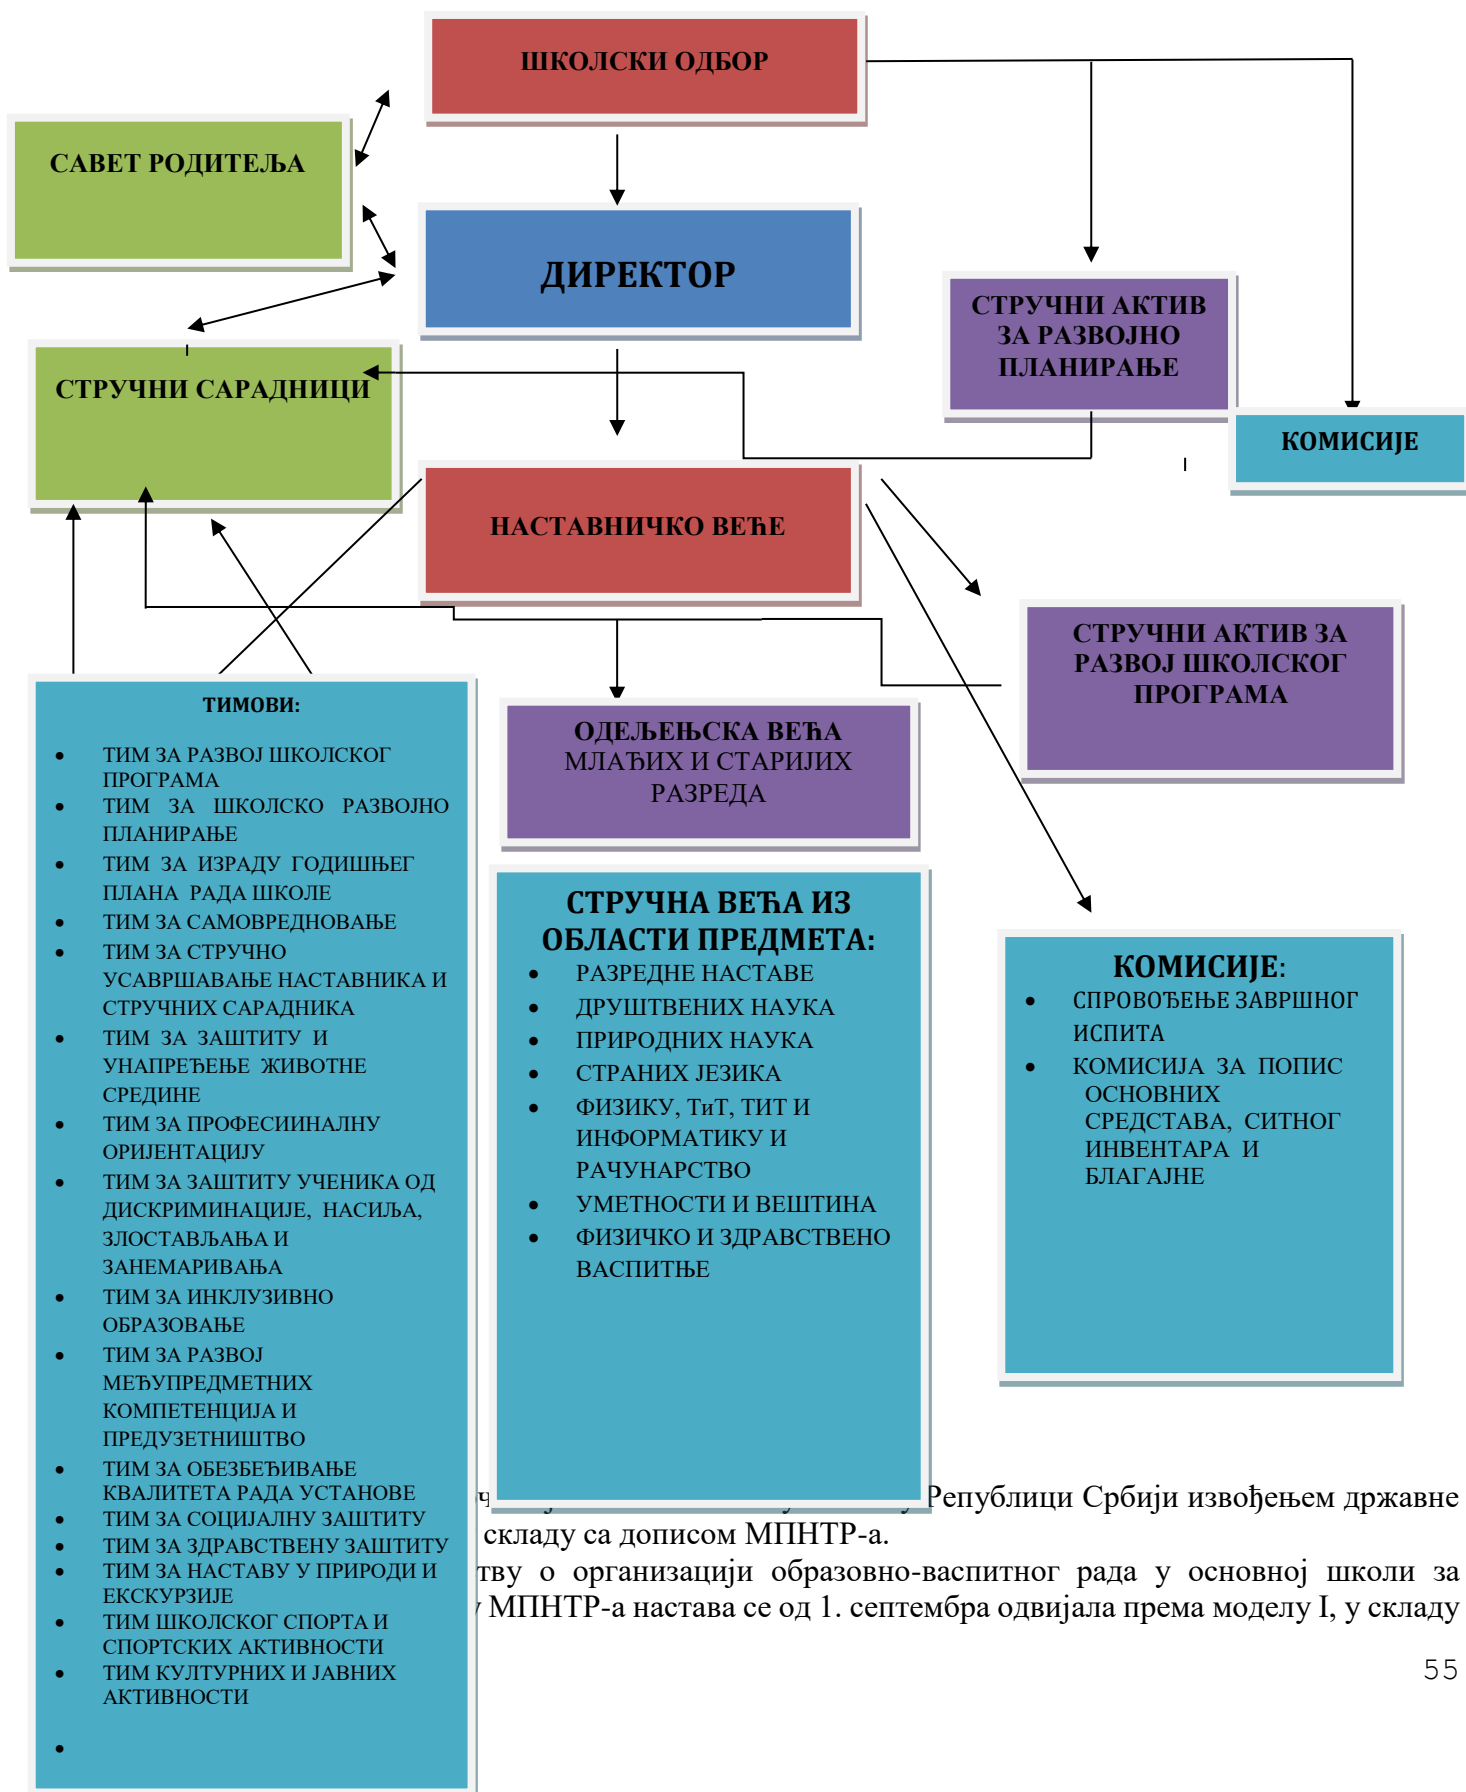 ШКОЛСКИ ОДБОР
САВЕТ РОДИТЕЉА
ДИРЕКТОР
СТРУЧНИ АКТИВ
ЗА РАЗВОЈНО
ПЛАНИРАЊЕ
СТРУЧНИ САРАДНИЦИ
КОМИСИЈЕ
НАСТАВНИЧКО ВЕЋЕ
СТРУЧНИ АКТИВ ЗА
РАЗВОЈ ШКОЛСКОГ
ПРОГРАМА
ТИМОВИ:
• ТИМ ЗА РАЗВОЈ ШКОЛСКОГ
ПРОГРАМА
• ТИМ ЗА ШКОЛСКО РАЗВОЈНО
ПЛАНИРАЊЕ
• ТИМ ЗА ИЗРАДУ ГОДИШЊЕГ
ПЛАНА РАДА ШКОЛЕ
• ТИМ ЗА САМОВРЕДНОВАЊЕ
• ТИМ ЗА СТРУЧНО
УСАВРШАВАЊЕ НАСТАВНИКА И
СТРУЧНИХ САРАДНИКА
• ТИМ ЗА ЗАШТИТУ И
УНАПРЕЂЕЊЕ ЖИВОТНЕ
СРЕДИНЕ
• ТИМ ЗА ПРОФЕСИИНАЛНУ
ОРИЈЕНТАЦИЈУ
• ТИМ ЗА ЗАШТИТУ УЧЕНИКА ОД
ДИСКРИМИНАЦИЈЕ, НАСИЉА,
ЗЛОСТАВЉАЊА И
ЗАНЕМАРИВАЊА
• ТИМ ЗА ИНКЛУЗИВНО
ОБРАЗОВАЊЕ
• ТИМ ЗА РАЗВОЈ
МЕЂУПРЕДМЕТНИХ
КОМПЕТЕНЦИЈА И
ПРЕДУЗЕТНИШТВО
• ТИМ ЗА ОБЕЗБЕЂИВАЊЕ
КВАЛИТЕТА РАДА УСТАНОВЕ
• ТИМ ЗА СОЦИЈАЛНУ ЗАШТИТУ
• ТИМ ЗА ЗДРАВСТВЕНУ ЗАШТИТУ
• ТИМ ЗА НАСТАВУ У ПРИРОДИ И
ЕКСКУРЗИЈЕ
• ТИМ ШКОЛСКОГ СПОРТА И
СПОРТСКИХ АКТИВНОСТИ
• ТИМ КУЛТУРНИХ И ЈАВНИХ
АКТИВНОСТИ
•
ОДЕЉЕЊСКА ВЕЋА
МЛАЂИХ И СТАРИЈИХ
РАЗРЕДА
СТРУЧНА ВЕЋА ИЗ
ОБЛАСТИ ПРЕДМЕТА:
• РАЗРЕДНЕ НАСТАВЕ
• ДРУШТВЕНИХ НАУКА
• ПРИРОДНИХ НАУКА
• СТРАНИХ ЈЕЗИКА
• ФИЗИКУ, ТиТ, ТИТ И
ИНФОРМАТИКУ И
РАЧУНАРСТВО
• УМЕТНОСТИ И ВЕШТИНА
• ФИЗИЧКО И ЗДРАВСТВЕНО
ВАСПИТЊЕ
КОМИСИЈЕ:
• СПРОВОЂЕЊЕ ЗАВРШНОГ
ИСПИТА
• КОМИСИЈА ЗА ПОПИС
ОСНОВНИХ
СРЕДСТАВА, СИТНОГ
ИНВЕНТАРА И
БЛАГАЈНЕ
Републици Србији извођењем државне
складу са дописом МПНТР-а.
тву о организацији образовно-васпитног рада у основној школи за
МПНТР-а настава се од 1. септембра одвијала према моделу I, у складу
55